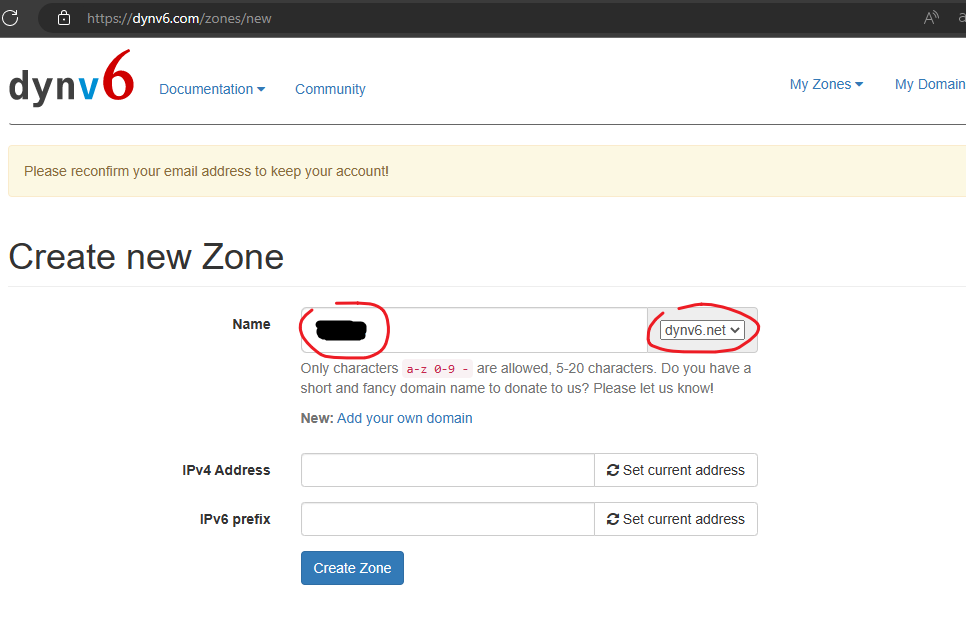 https://dynv6.com/zones/new
dynv6 Documentation Community My Zones My Domain
Please reconfirm your email address to keep your account!
Create new Zone
Name dynv6.net
Only characters a-z 0-9 - are allowed, 5-20 characters. Do you have a
short and fancy domain name to donate to us? Please let us know!
New: Add your own domain
IPv4 Address Set current address
IPv6 prefix Set current address
Create Zone